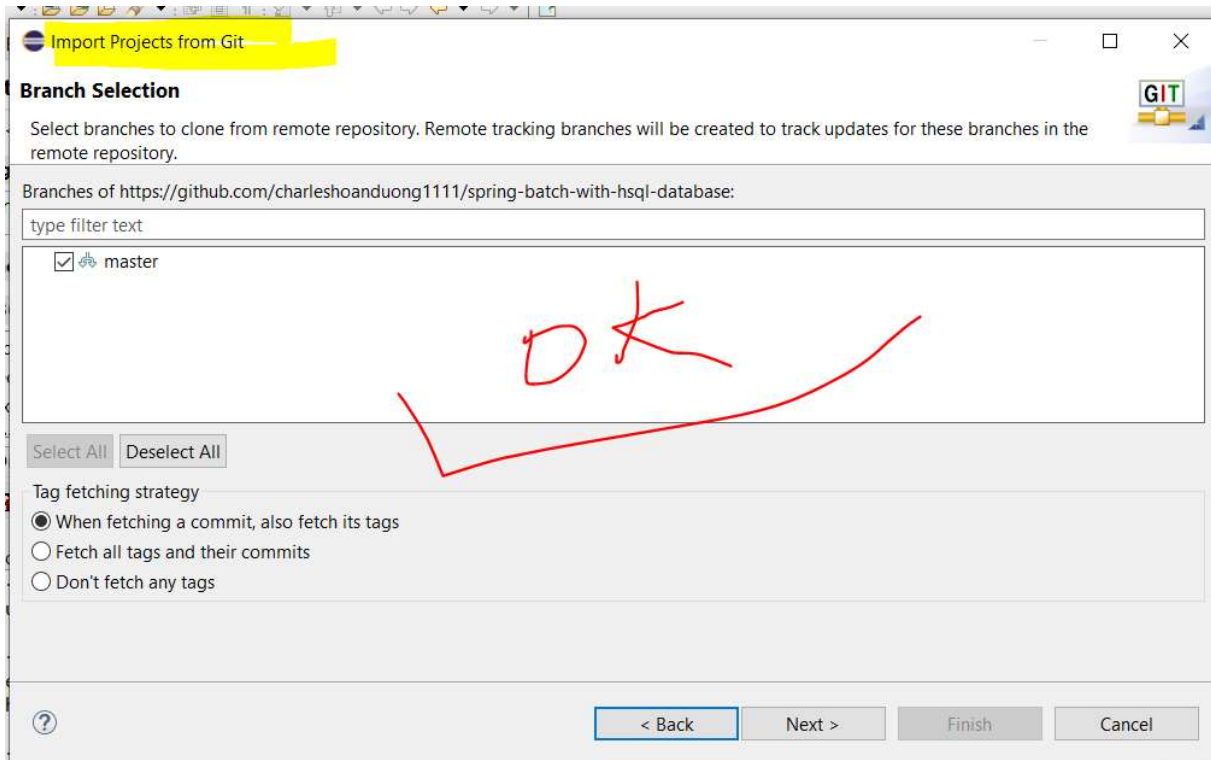 Import Projects from Git
Branch Selection
GIT
Select branches to clone from remote repository. Remote tracking branches will be created to track updates for these branches in the
remote repository.
Branches of https://github.com/charleshoanduong1111/spring-batch-with-hsql-database:
type filter text
master
OK
Select All Deselect All
Tag fetching strategy
When fetching a commit, also fetch its tags
Fetch all tags and their commits
Don't fetch any tags
? < Back Next > Finish Cancel